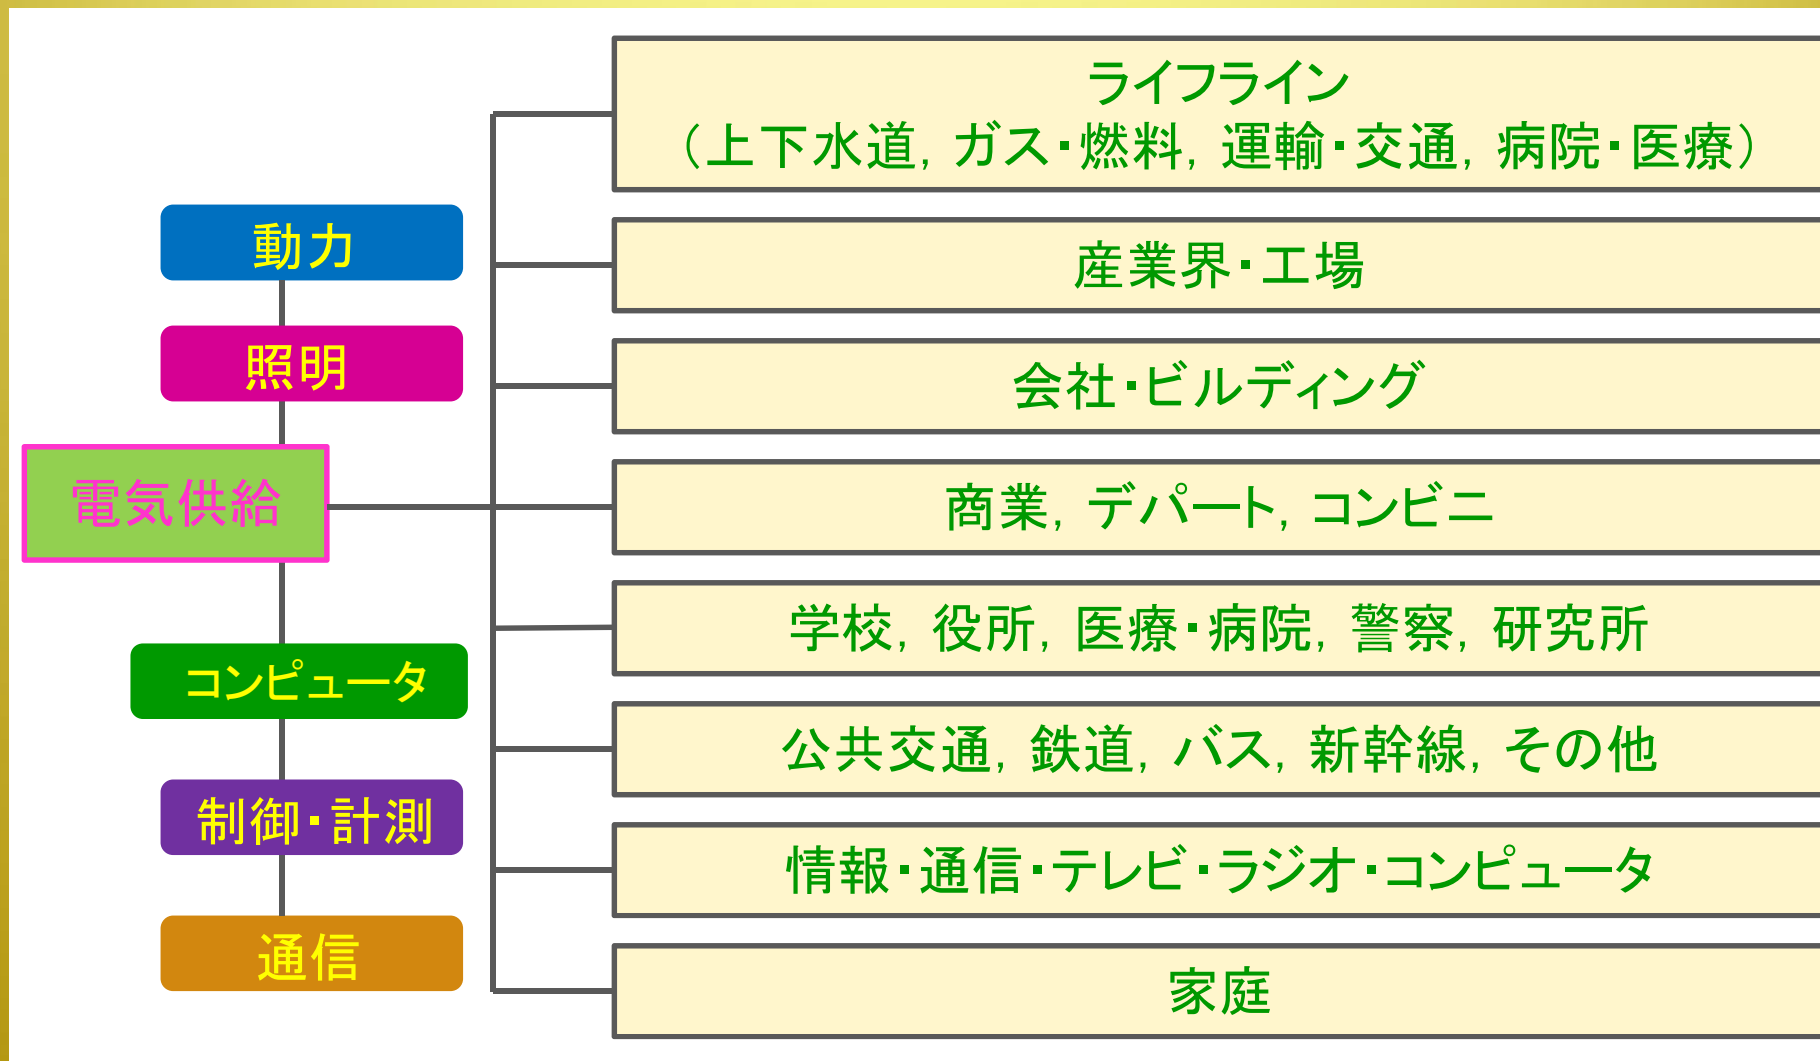 動力
照明
電気供給
コンピュータ
制御・計測
通信
ライフライン
（上下水道，ガス・燃料，運輸・交通，病院・医療）
産業界・工場
会社・ビルディング
商業，デパート，コンビニ
学校，役所，医療・病院，警察，研究所
公共交通，鉄道，バス，新幹線，その他
情報・通信・テレビ・ラジオ・コンピュータ
家庭